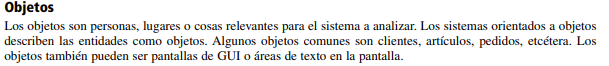 Objetos
Los objetos son personas, lugares o cosas relevantes para el sistema a analizar. Los sistemas orientados a objetos
describen las entidades como objetos. Algunos objetos comunes son clientes, artículos, pedidos, etcétera. Los
objetos también pueden ser pantallas de GUI o áreas de texto en la pantalla.